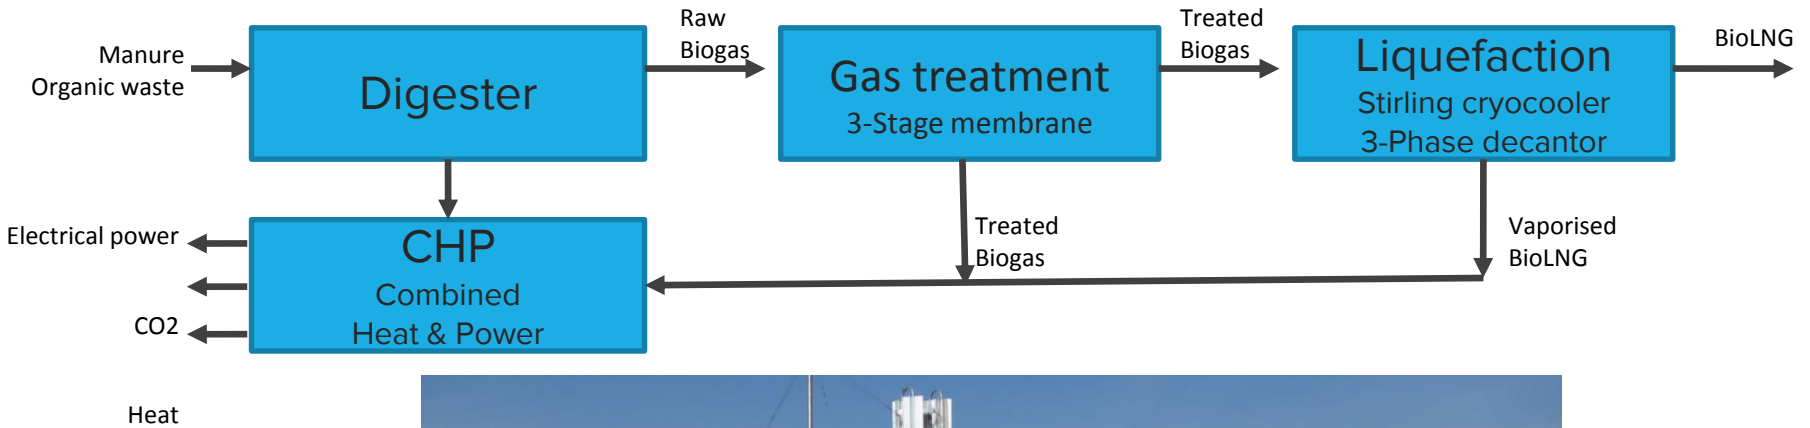 Manure
Organic waste
Digester
Raw
Biogas
Gas treatment
3-Stage membrane
Treated
Biogas
Liquefaction
Stirling cryocooler
3-Phase decantor
BioLNG
Electrical power
CO2
Heat
CHP
Combined
Heat & Power
Treated
Biogas
Vaporised
BioLNG